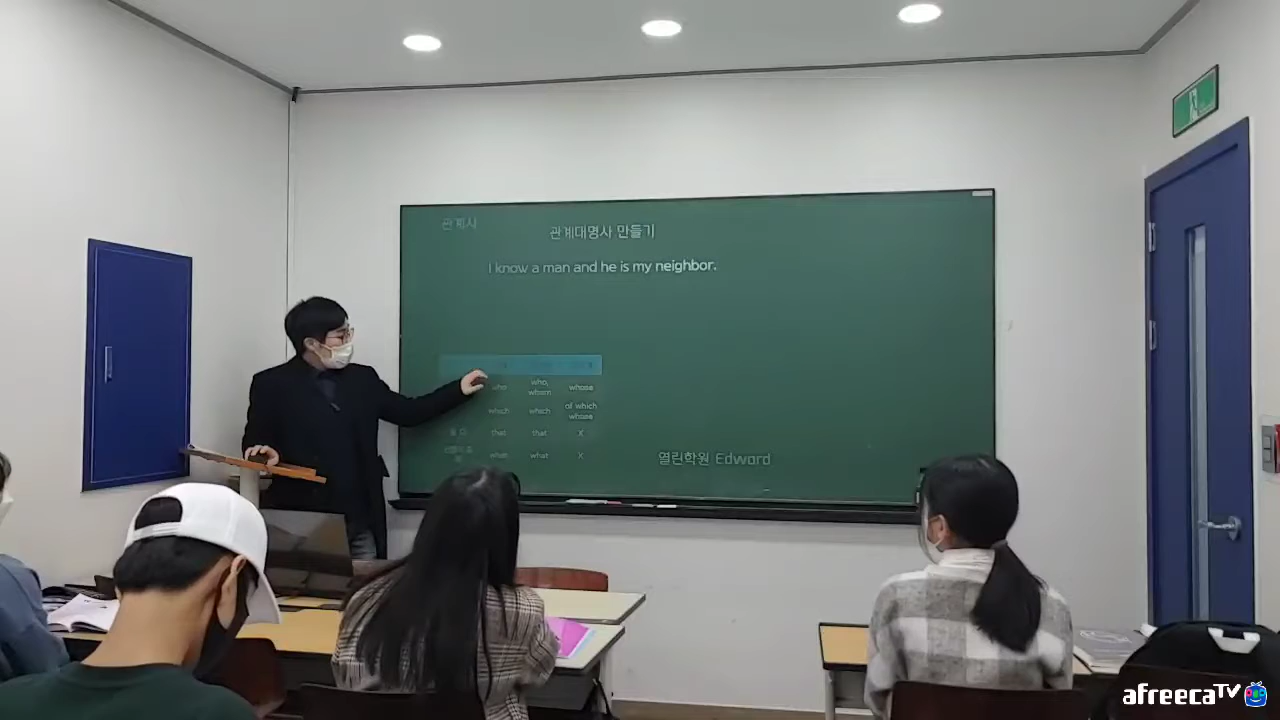 관계사
관계대명사 만들기
I know a man and he is my neighbor.
who who, whom whose
which which of which whose
that that X
what what X
열린학원 Edward
afreecaTV